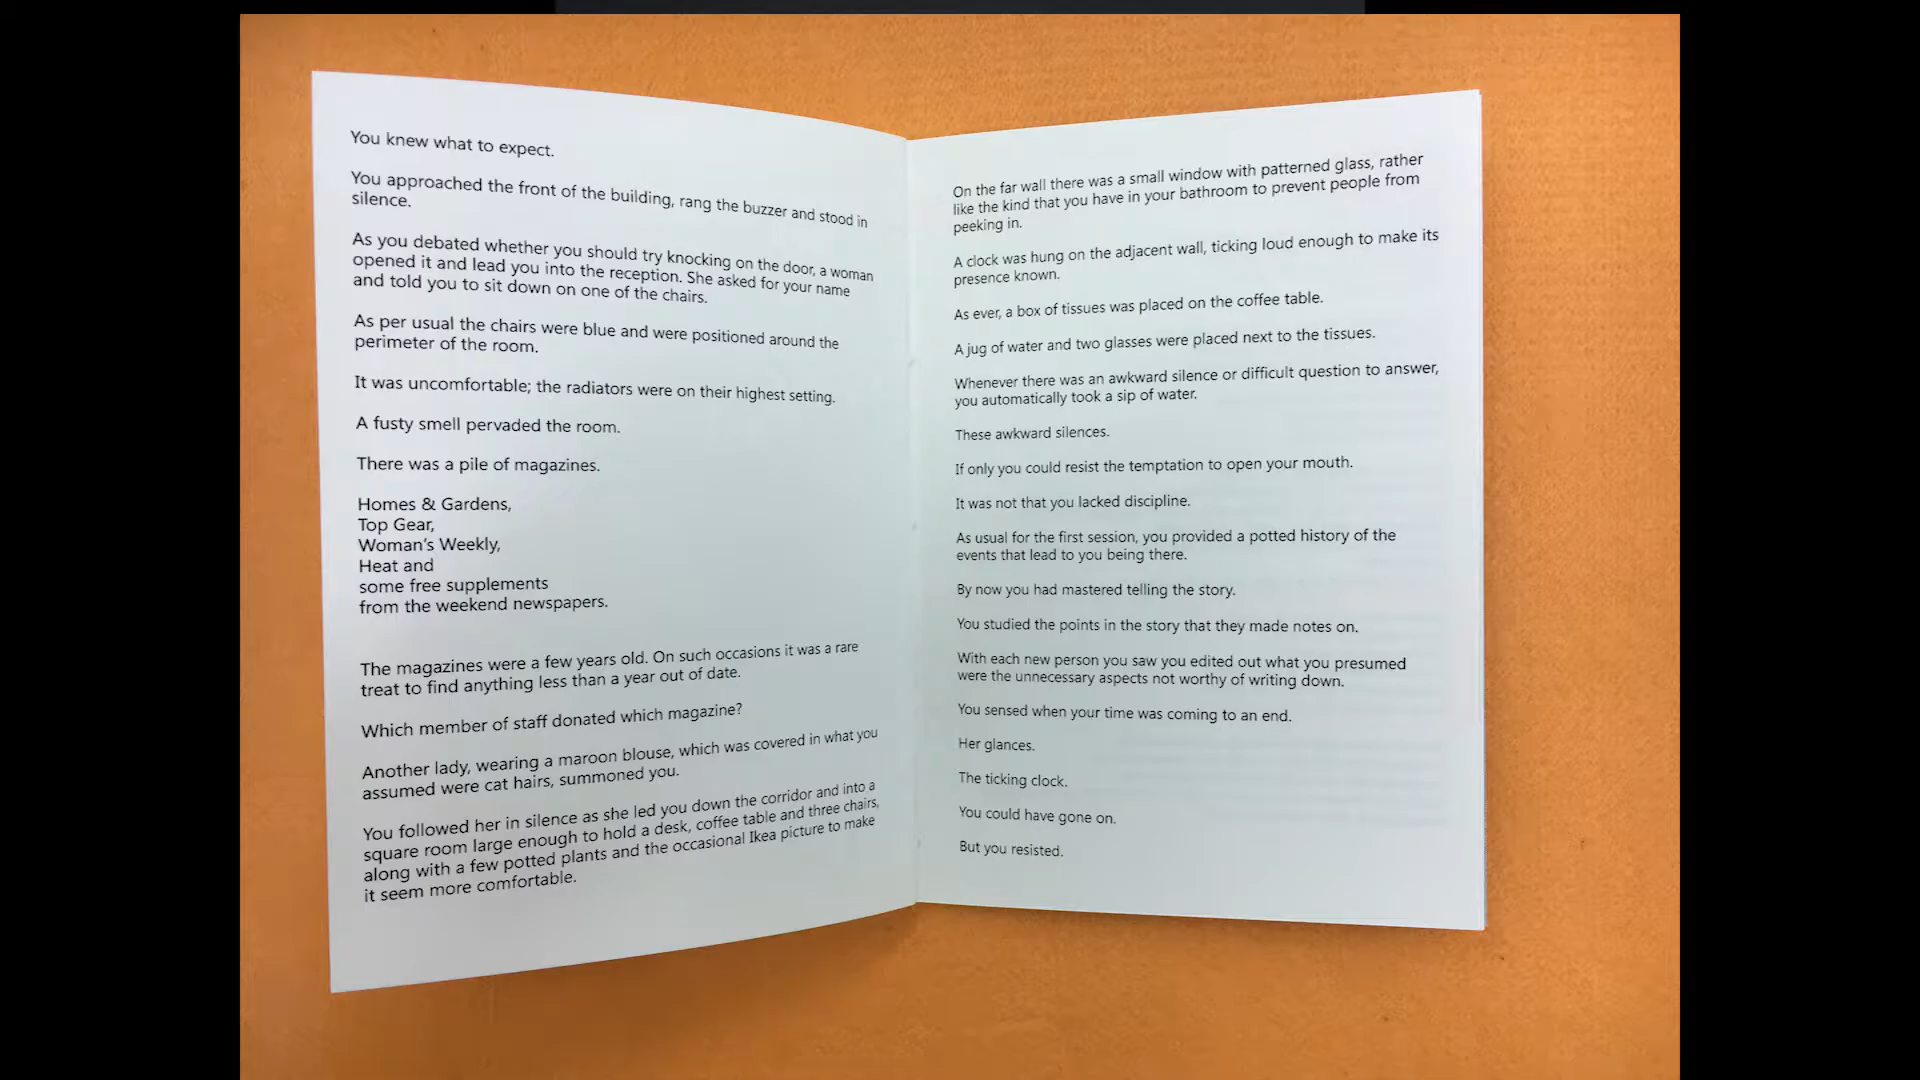 You knew what to expect.
You approached the front of the building, rang the buzzer and stood in
silence.
As you debated whether you should try knocking on the door, a woman
opened it and lead you into the reception. She asked for your name
and told you to sit down on one of the chairs.
As per usual the chairs were blue and were positioned around the
perimeter of the room.
It was uncomfortable; the radiators were on their highest setting.
A fusty smell pervaded the room.
There was a pile of magazines.
Homes & Gardens,
Top Gear,
Woman's Weekly,
Heat and
some free supplements
from the weekend newspapers.
The magazines were a few years old. On such occasions it was a rare
treat to find anything less than a year out of date.
Which member of staff donated which magazine?
Another lady, wearing a maroon blouse, which was covered in what you
assumed were cat hairs, summoned you.
You followed her in silence as she led you down the corridor and into a
square room large enough to hold a desk, coffee table and three chairs,
along with a few potted plants and the occasional Ikea picture to make
it seem more comfortable.
On the far wall there was a small window with patterned glass, rather
like the kind that you have in your bathroom to prevent people from
peeking in.
A clock was hung on the adjacent wall, ticking loud enough to make its
presence known.
As ever, a box of tissues was placed on the coffee table.
A jug of water and two glasses were placed next to the tissues.
Whenever there was an awkward silence or difficult question to answer,
you automatically took a sip of water.
These awkward silences.
If only you could resist the temptation to open your mouth.
It was not that you lacked discipline.
As usual for the first session, you provided a potted history of the
events that lead to you being there.
By now you had mastered telling the story.
You studied the points in the story that they made notes on.
With each new person you saw you edited out what you presumed
were the unnecessary aspects not worthy of writing down.
You sensed when your time was coming to an end.
Her glances.
The ticking clock.
You could have gone on.
But you resisted.